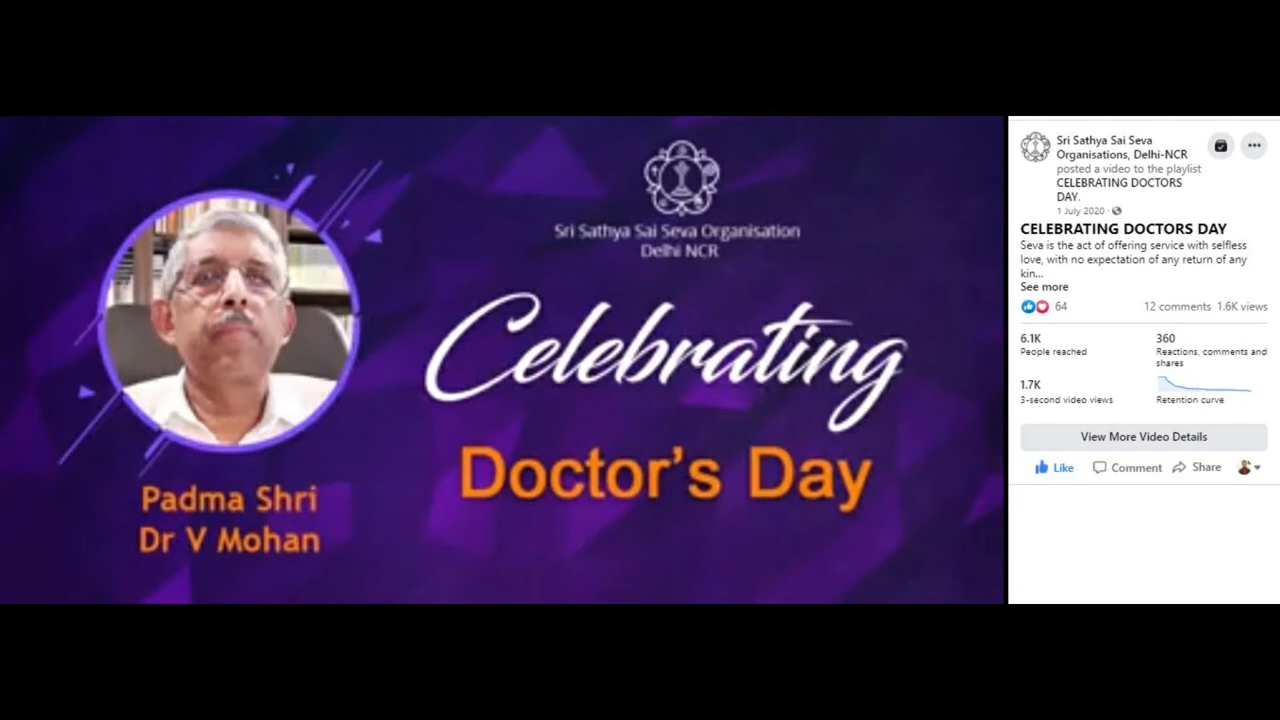 Sri Sathya Sai Seva Organisation
Delhi NCR
Celebrating
Doctor's Day
Padma Shri
Dr V Mohan
Sri Sathya Sai Seva
Organisations, Delhi-NCR
posted a video to the playlist
CELEBRATING DOCTORS
DAY.
1 July 2020 ·
CELEBRATING DOCTORS DAY
Seva is the act of offering service with selfless
love, with no expectation of any return of any
kin...
See more
64 12 comments 1.6K views
6.1K
People reached
360
Reactions, comments and
shares
1.7K
3-second video views
Retention curve
View More Video Details
Like Comment Share